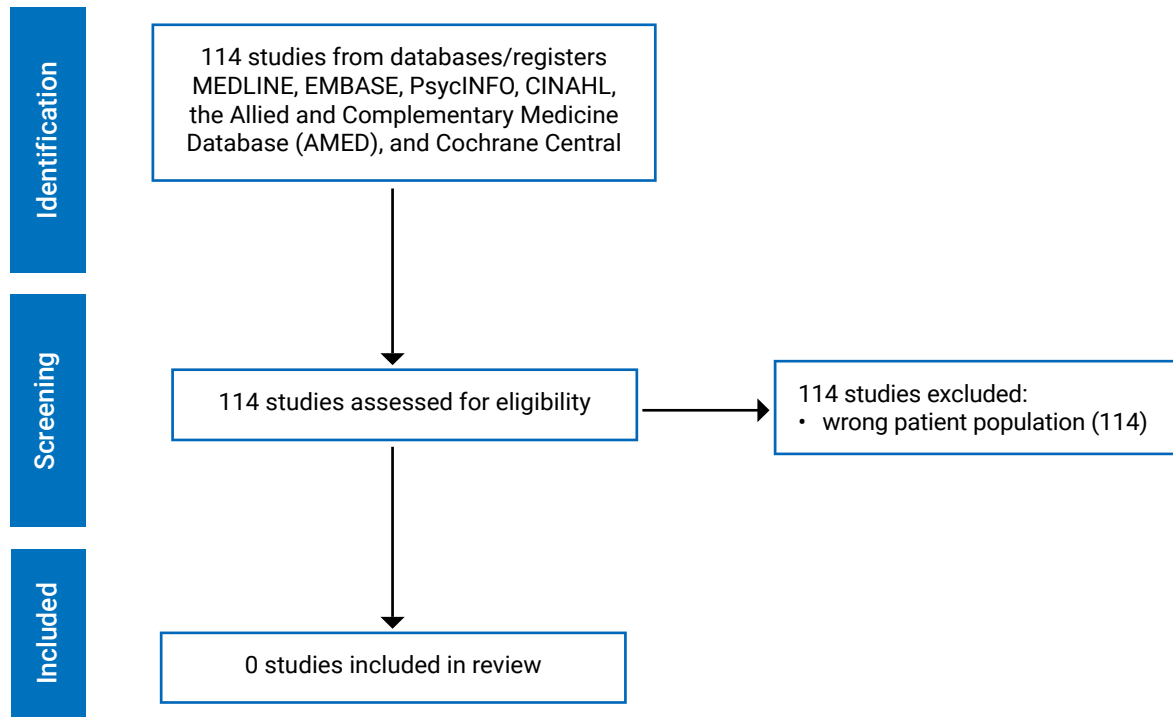 Identification
114 studies from databases/registers
MEDLINE, EMBASE, PsycINFO, CINAHL,
the Allied and Complementary Medicine
Database (AMED), and Cochrane Central
Screening
114 studies assessed for eligibility
114 studies excluded:
• wrong patient population (114)
Included
0 studies included in review